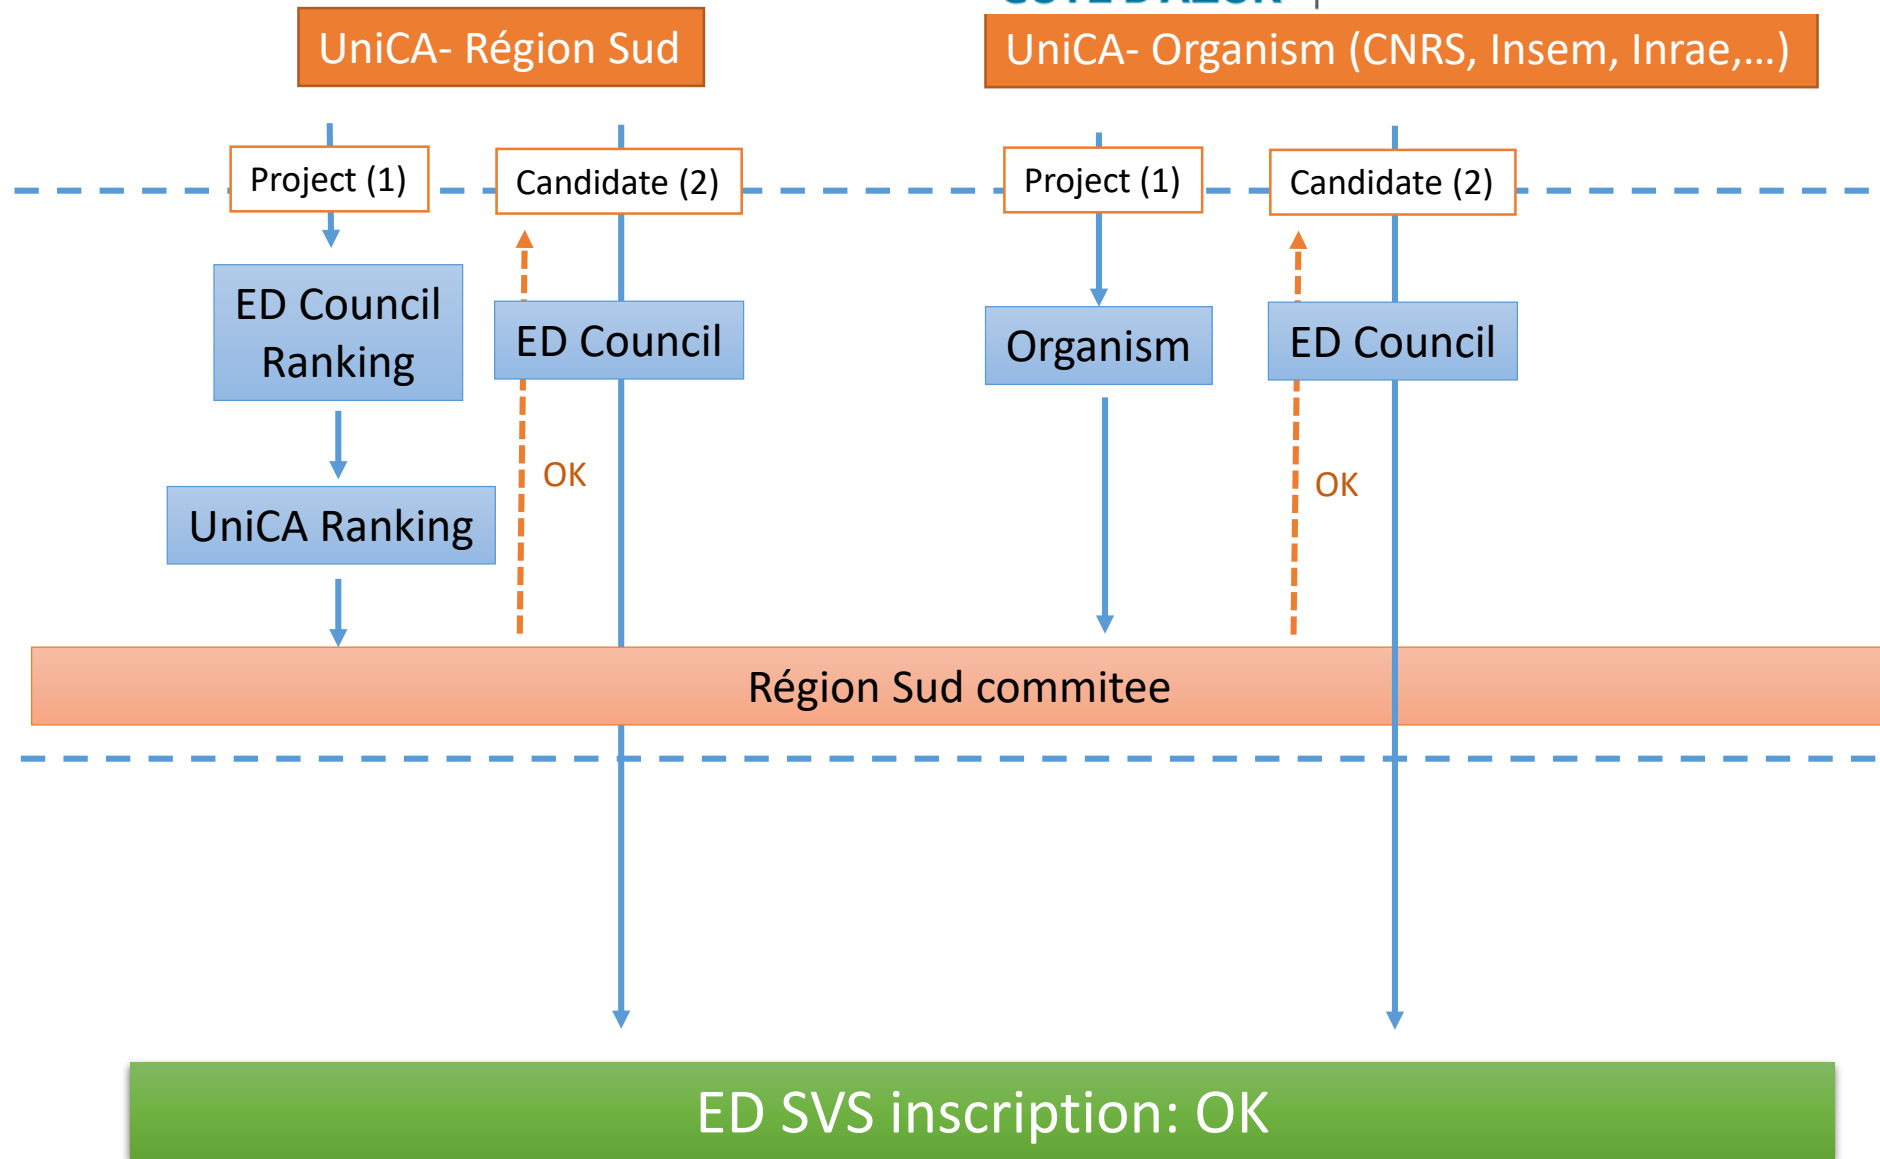 UniCA- Région Sud
UniCA- Organism (CNRS, Insem, Inrae,...)
Project (1)
Candidate (2)
Project (1)
Candidate (2)
ED Council
Ranking
ED Council
Organism
ED Council
OK
OK
UniCA Ranking
Région Sud commitee
ED SVS inscription: OK